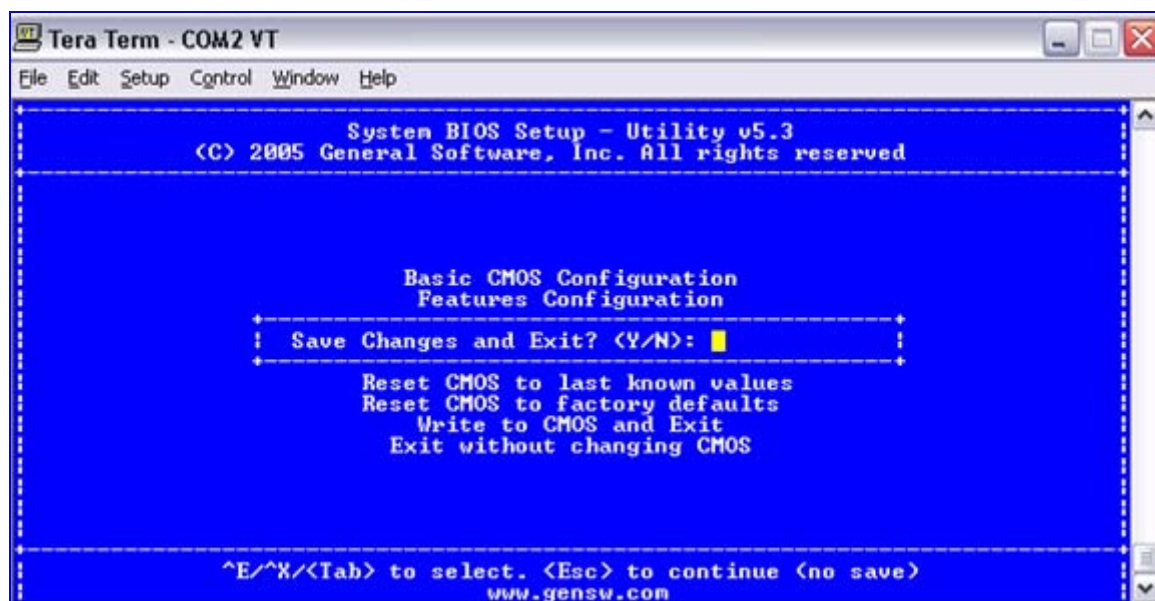 Tera Term - COM2 VT
File Edit Setup Control Window Help
System BIOS Setup - Utility v5.3
(C) 2005 General Software, Inc. All rights reserved
Basic CMOS Configuration
Features Configuration
Save Changes and Exit? (Y/N):
Reset CMOS to last known values
Reset CMOS to factory defaults
Write to CMOS and Exit
Exit without changing CMOS
^E/^X/<Tab> to select. <Esc> to continue (no save)
www.gensw.com